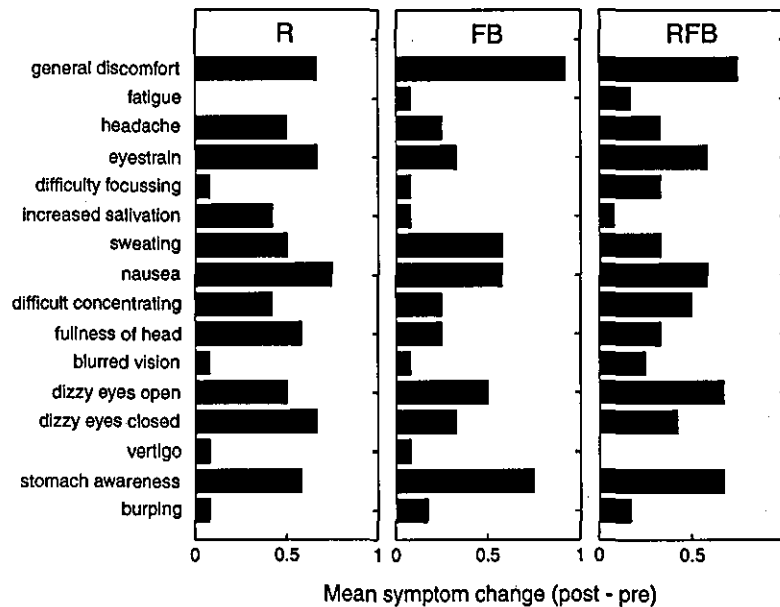 R FB RFB
general discomfort
fatigue
headache
eyestrain
difficulty focussing
increased salivation
sweating
nausea
difficult concentrating
fullness of head
blurred vision
dizzy eyes open
dizzy eyes closed
vertigo
stomach awareness
burping
0 0.5 1 0 0.5 1 0 0.5
Mean symptom change (post - pre)